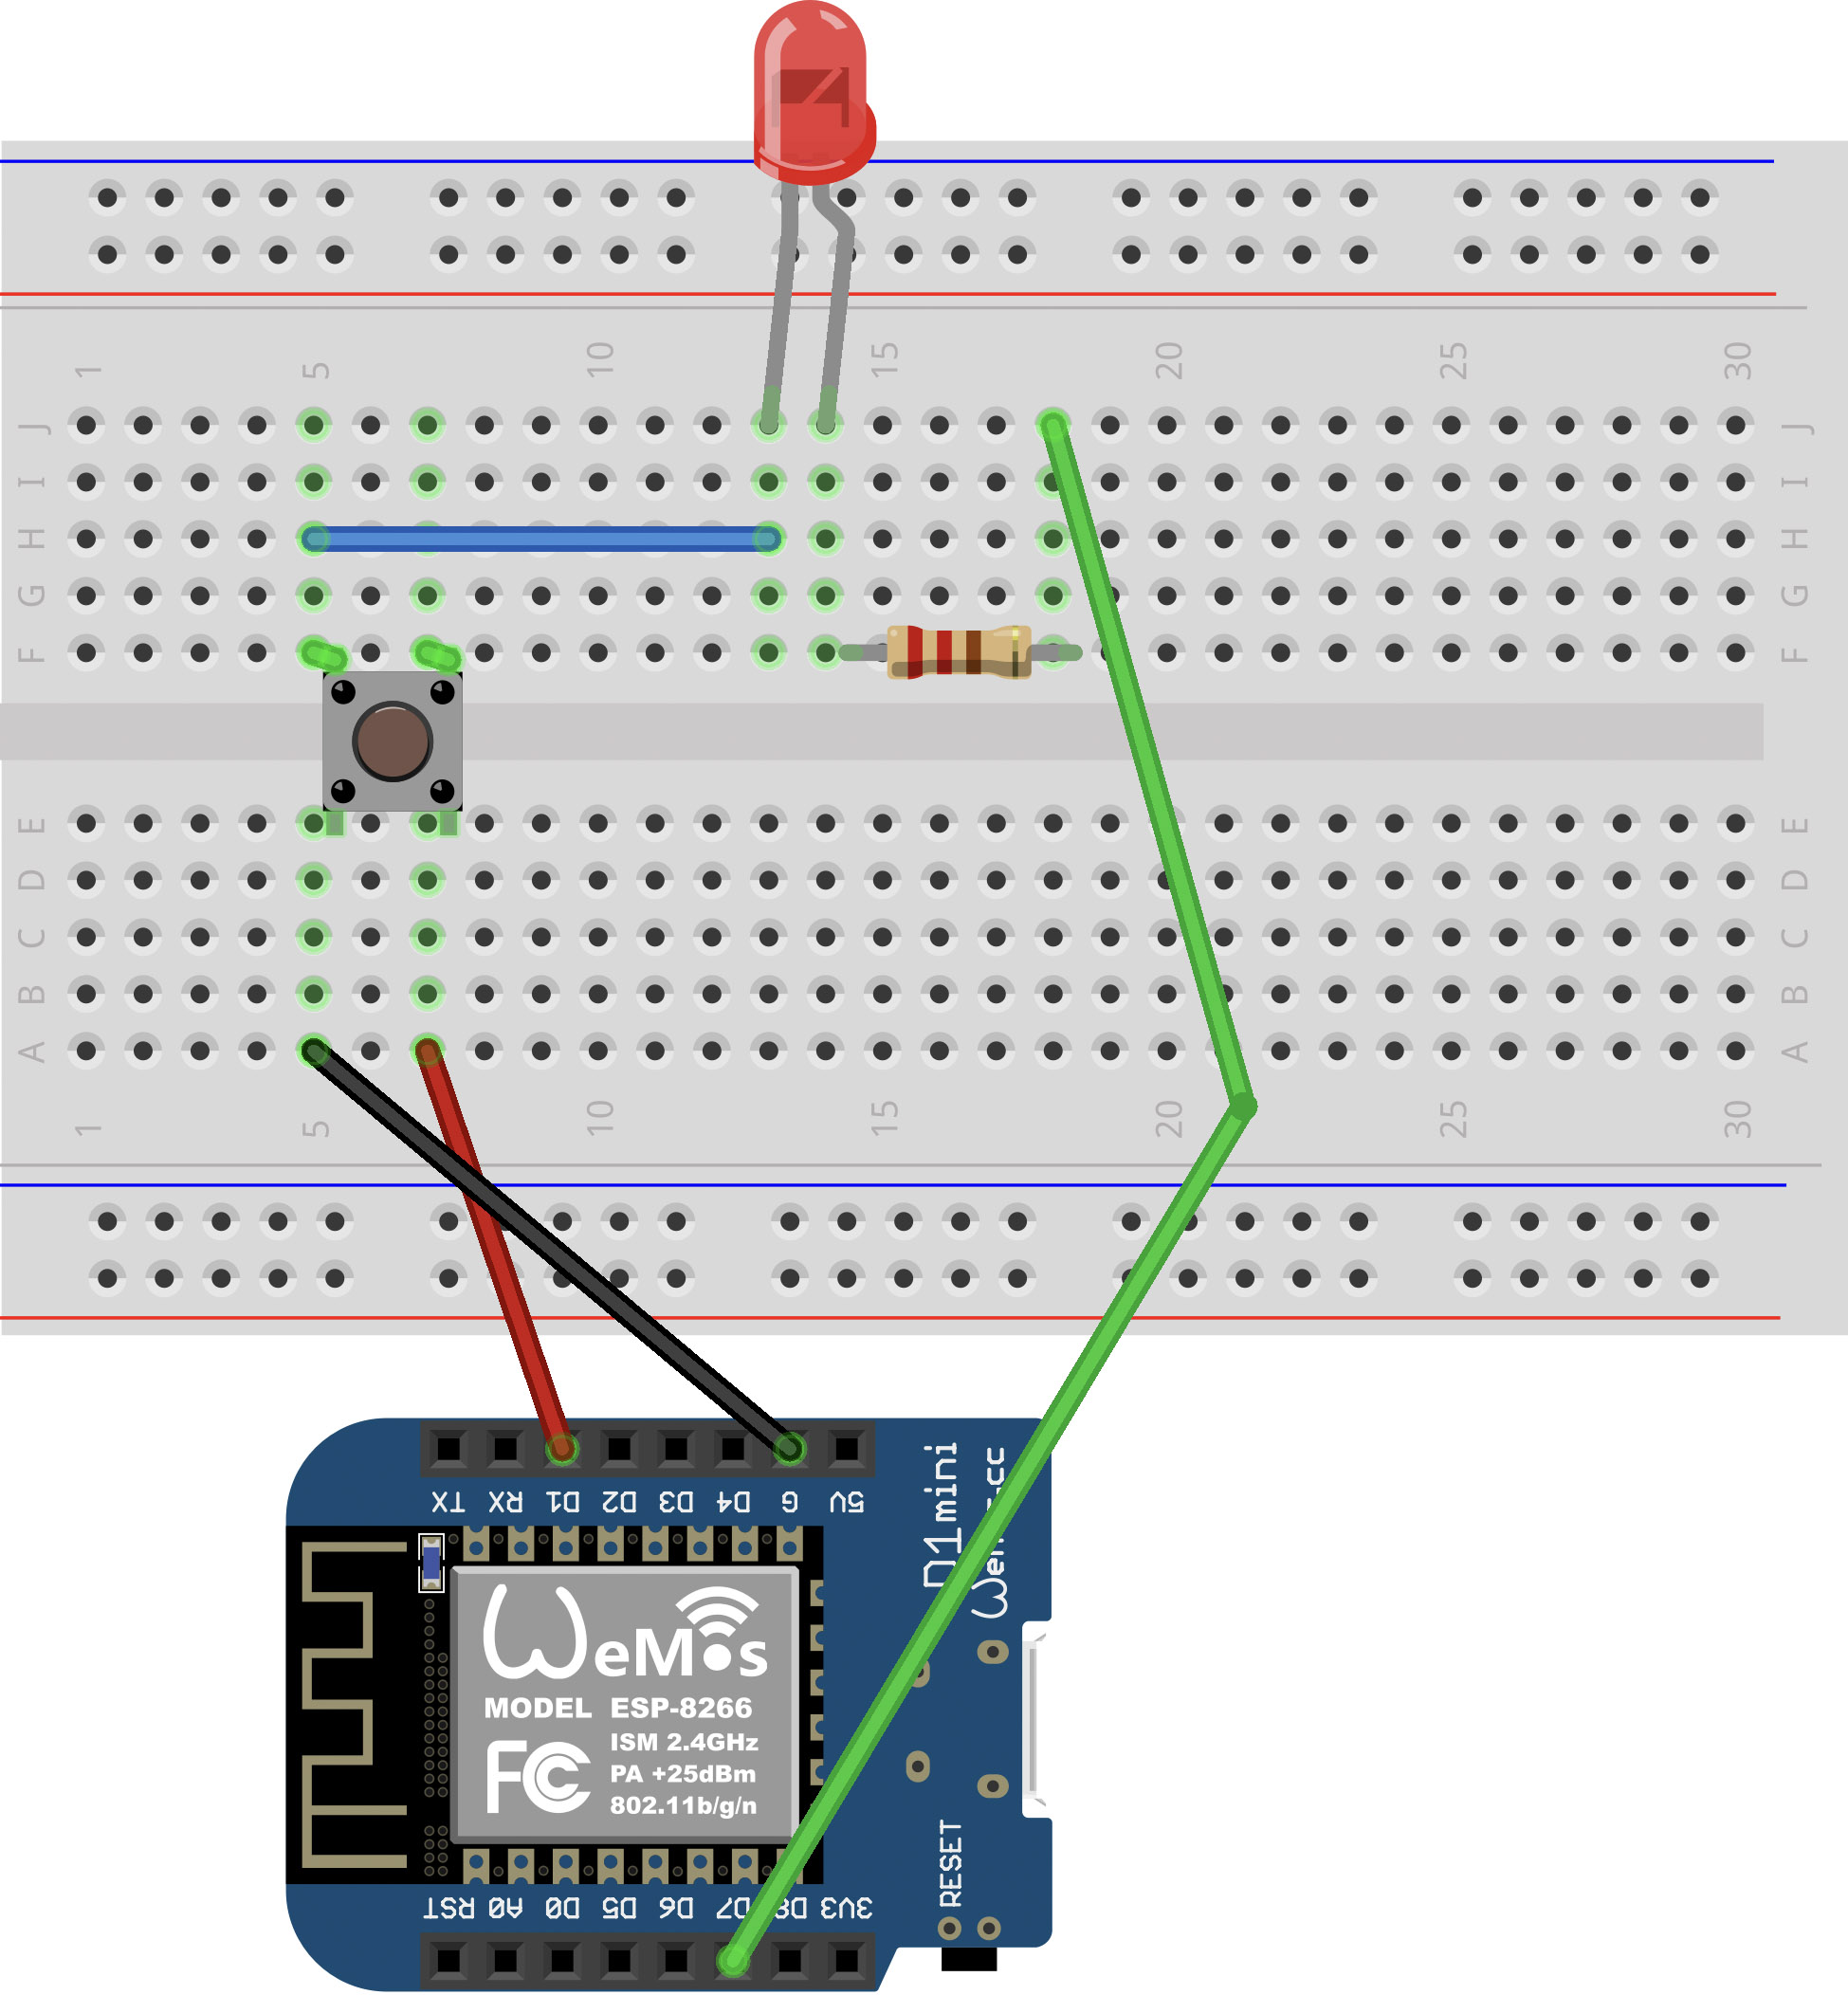 1 5 10 15 20 25 30
J J
I I
H H
G G
F F
E E
D D
C C
B B
A A
1 5 10 15 20 25 30
TX RX D1 D2 D3 D4 G 5V
D1 mini
WeMos
MODEL ESP-8266
ISM 2.4GHz
PA +25dBm
802.11b/g/n
FC
RESET
RST A0 D0 D5 D6 D7 D8 3V3